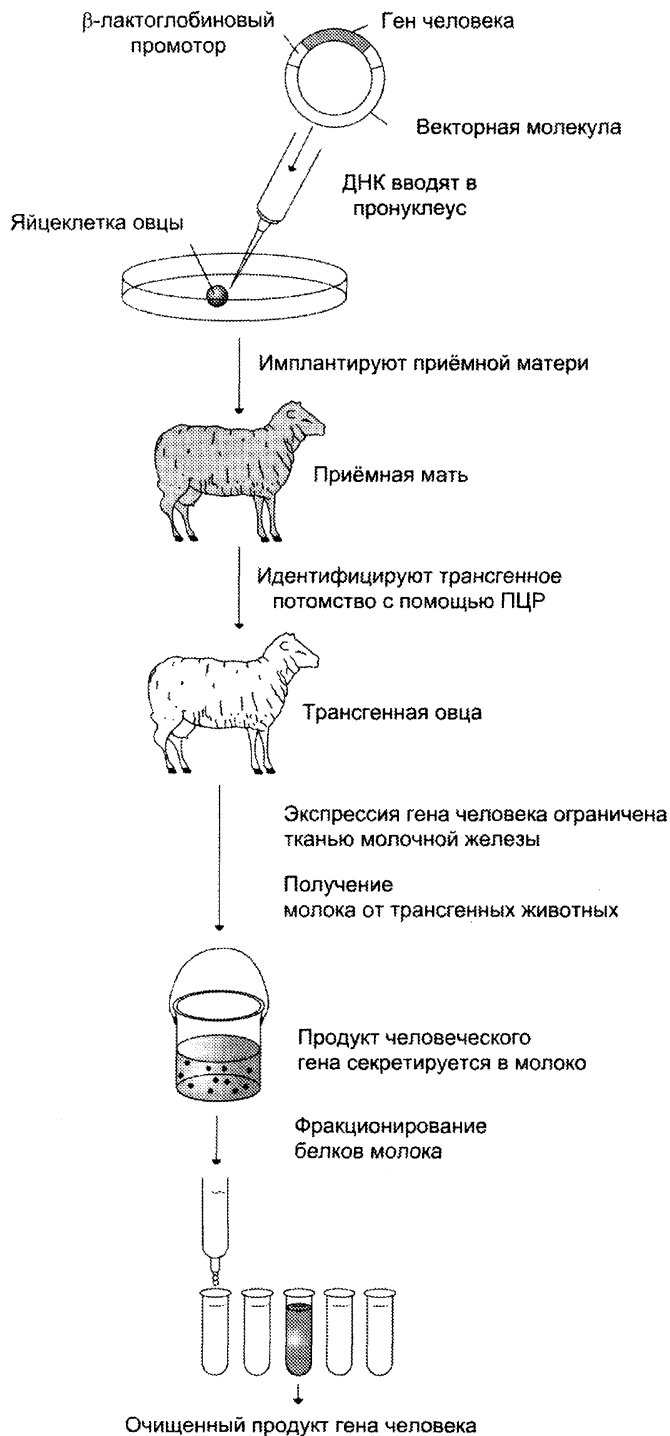 β-лактоглобиновый
промотор
Ген человека
Векторная молекула
ДНК вводят в
пронуклеус
Яйцеклетка овцы
Имплантируют приёмной матери
Приёмная мать
Идентифицируют трансгенное
потомство с помощью ПЦР
Трансгенная овца
Экспрессия гена человека ограничена
тканью молочной железы
Получение
молока от трансгенных животных
Продукт человеческого
гена секретируется в молоко
Фракционирование
белков молока
Очищенный продукт гена человека